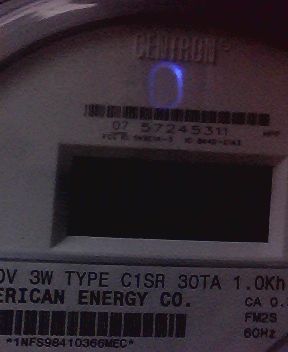 CENTRON®
07 57245311
0V 3W TYPE C1SR 30TA 1.0Kh
ERICAN ENERGY CO.
CA 0.
FM2S
60Hz
*1NFS98410366MEC*